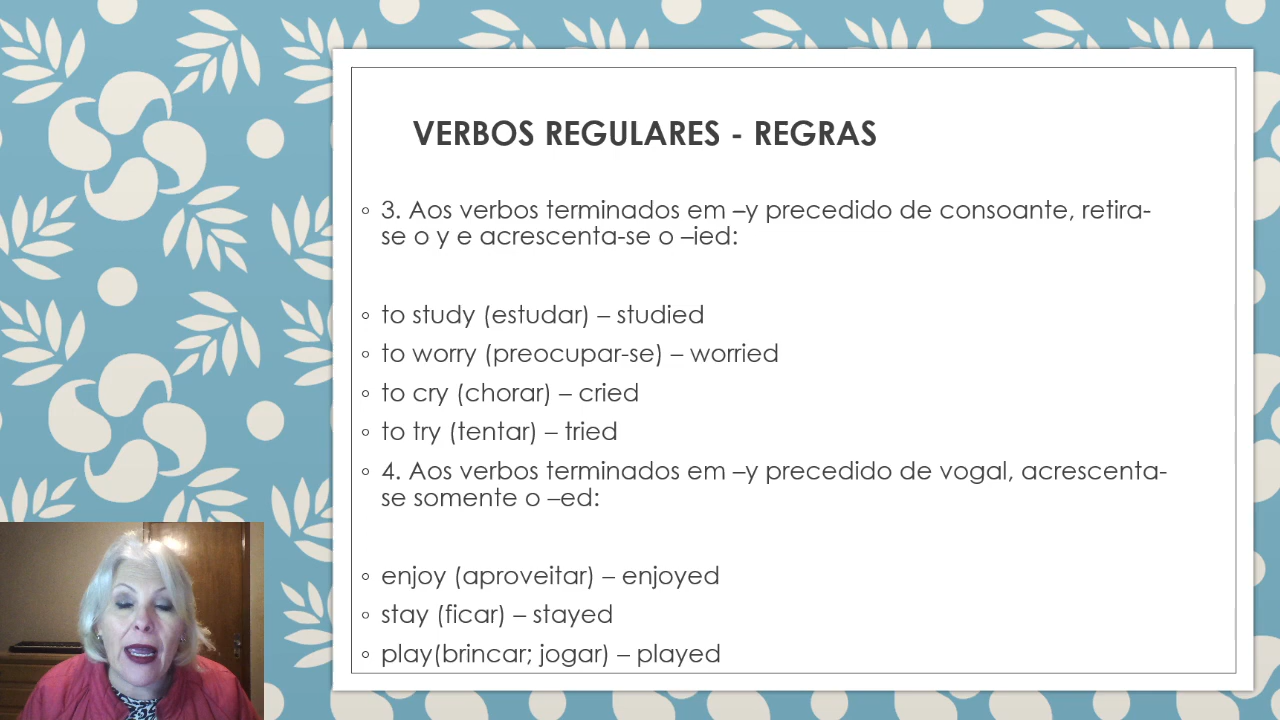 VERBOS REGULARES - REGRAS
◦ 3. Aos verbos terminados em –y precedido de consoante, retira-
se o y e acrescenta-se o –ied:
◦ to study (estudar) – studied
◦ to worry (preocupar-se) – worried
◦ to cry (chorar) – cried
◦ to try (tentar) – tried
◦ 4. Aos verbos terminados em –y precedido de vogal, acrescenta-
se somente o –ed:
◦ enjoy (aproveitar) – enjoyed
◦ stay (ficar) – stayed
◦ play(brincar; jogar) – played